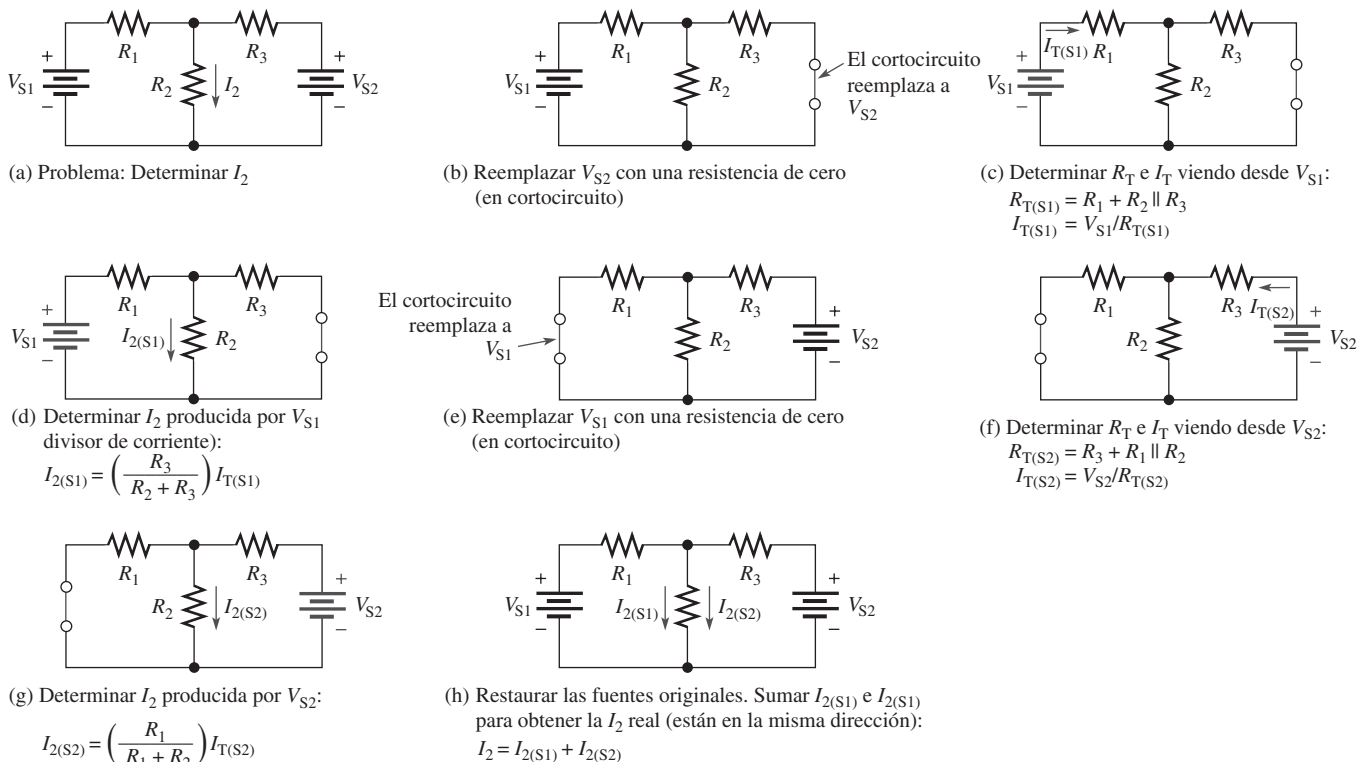 R1 R3
VS1 + − R2 I2 + − VS2
(a) Problema: Determinar I2
R1 R3
VS1 + − R2
El cortocircuito
reemplaza a
VS2
(b) Reemplazar VS2 con una resistencia de cero
(en cortocircuito)
IT(S1) R1 R3
VS1 + − R2
(c) Determinar RT e IT viendo desde VS1:
RT(S1) = R1 + R2 || R3
IT(S1) = VS1/RT(S1)
R1 R3
VS1 + − I2(S1) R2
(d) Determinar I2 producida por VS1
divisor de corriente):
I2(S1) = (R3 / R2 + R3) IT(S1)
El cortocircuito
reemplaza a
VS1
R1 R3
R2 + − VS2
(e) Reemplazar VS1 con una resistencia de cero
(en cortocircuito)
R1 R3 IT(S2)
R2 + − VS2
(f) Determinar RT e IT viendo desde VS2:
RT(S2) = R3 + R1 || R2
IT(S2) = VS2/RT(S2)
R1 R3
R2 I2(S2) + − VS2
(g) Determinar I2 producida por VS2:
I2(S2) = (R1 / R1 + R2) IT(S2)
R1 R3
VS1 + − I2(S1) I2(S2) + − VS2
(h) Restaurar las fuentes originales. Sumar I2(S1) e I2(S1)
para obtener la I2 real (están en la misma dirección):
I2 = I2(S1) + I2(S2)